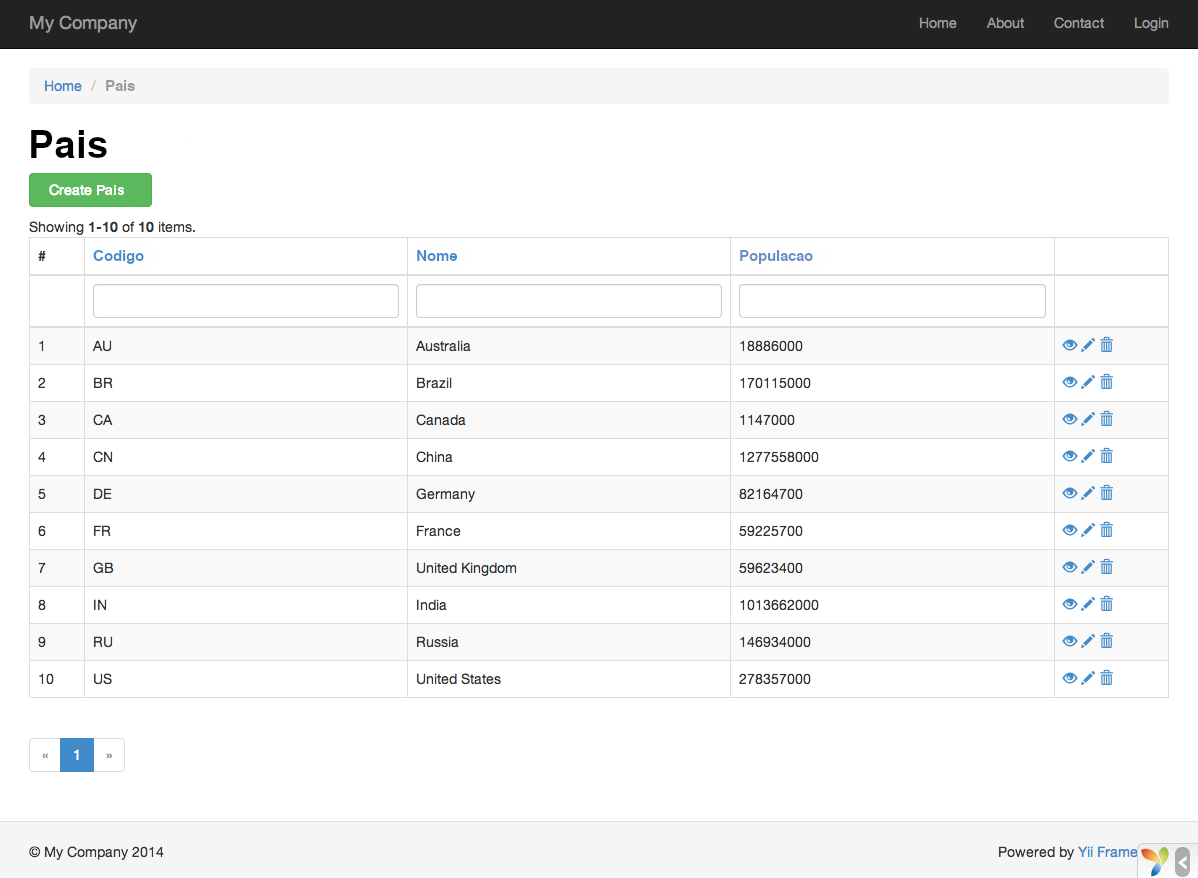 My Company Home About Contact Login
Home / Pais
Pais
Create Pais
Showing 1-10 of 10 items.
# Codigo Nome Populacao
1 AU Australia 18886000
2 BR Brazil 170115000
3 CA Canada 1147000
4 CN China 1277558000
5 DE Germany 82164700
6 FR France 59225700
7 GB United Kingdom 59623400
8 IN India 1013662000
9 RU Russia 146934000
10 US United States 278357000
« 1 »
© My Company 2014 Powered by Yii Frame